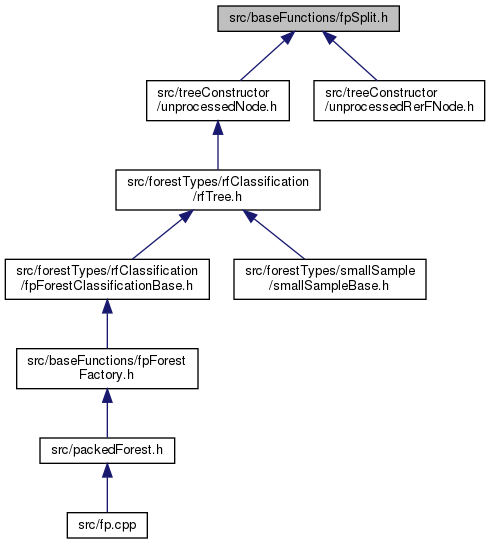 src/baseFunctions/fpSplit.h
src/treeConstructor
/unprocessedNode.h
src/treeConstructor
/unprocessedRerFNode.h
src/forestTypes/rfClassification
/rfTree.h
src/forestTypes/rfClassification
/fpForestClassificationBase.h
src/forestTypes/smallSample
/smallSampleBase.h
src/baseFunctions/fpForest
Factory.h
src/packedForest.h
src/fp.cpp